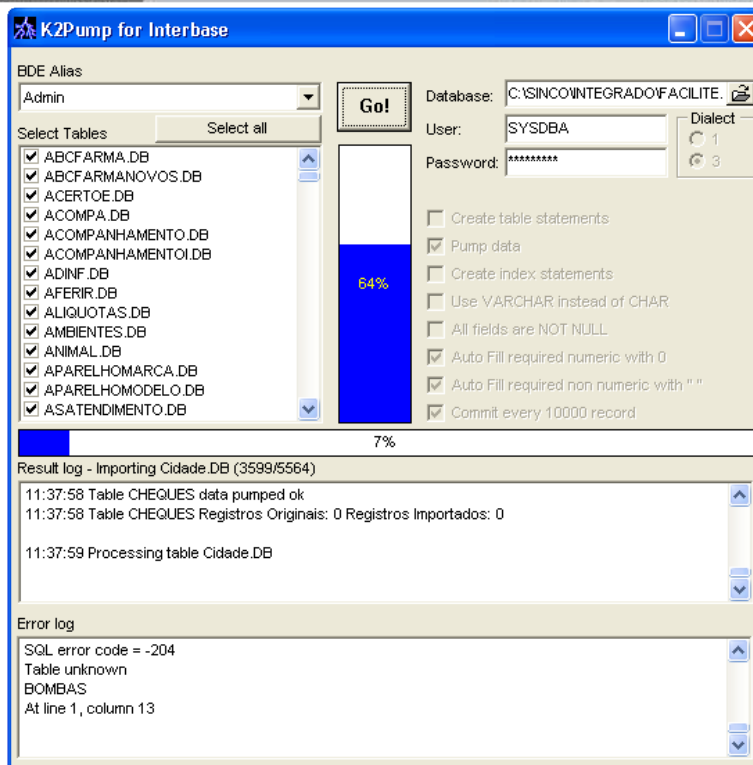 K2Pump for Interbase
BDE Alias
Admin
Go!
Database: C:\SINCO\INTEGRADO\FACILITE.
Select Tables
Select all
User: SYSDBA
Dialect
1
3
Password: *********
ABCFARMA.DB
ABCFARMANOVOS.DB
ACERTOE.DB
ACOMPA.DB
ACOMPANHAMENTO.DB
ACOMPANHAMENTOI.DB
ADINF.DB
AFERIR.DB
ALIQUOTAS.DB
AMBIENTES.DB
ANIMAL.DB
APARELHOMARCA.DB
APARELHOMODELO.DB
ASATENDIMENTO.DB
64%
Create table statements
Pump data
Create index statements
Use VARCHAR instead of CHAR
All fields are NOT NULL
Auto Fill required numeric with 0
Auto Fill required non numeric with " "
Commit every 10000 record
7%
Result log - Importing Cidade.DB (3599/5564)
11:37:58 Table CHEQUES data pumped ok
11:37:58 Table CHEQUES Registros Originais: 0 Registros Importados: 0
11:37:59 Processing table Cidade.DB
Error log
SQL error code = -204
Table unknown
BOMBAS
At line 1, column 13